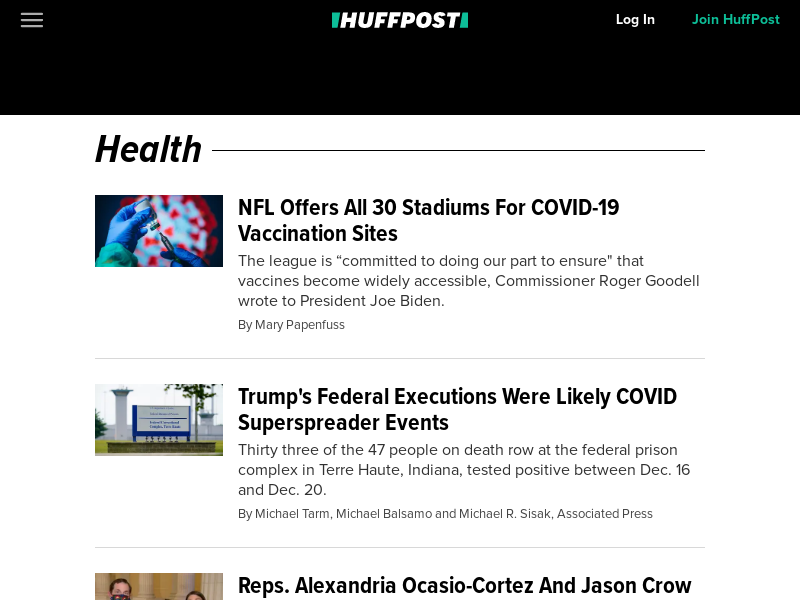 HUFFPOST
Log In
Join HuffPost
Health
NFL Offers All 30 Stadiums For COVID-19
Vaccination Sites
The league is “committed to doing our part to ensure" that
vaccines become widely accessible, Commissioner Roger Goodell
wrote to President Joe Biden.
By Mary Papenfuss
Trump's Federal Executions Were Likely COVID
Superspreader Events
Thirty three of the 47 people on death row at the federal prison
complex in Terre Haute, Indiana, tested positive between Dec. 16
and Dec. 20.
By Michael Tarm, Michael Balsamo and Michael R. Sisak, Associated Press
Reps. Alexandria Ocasio-Cortez And Jason Crow